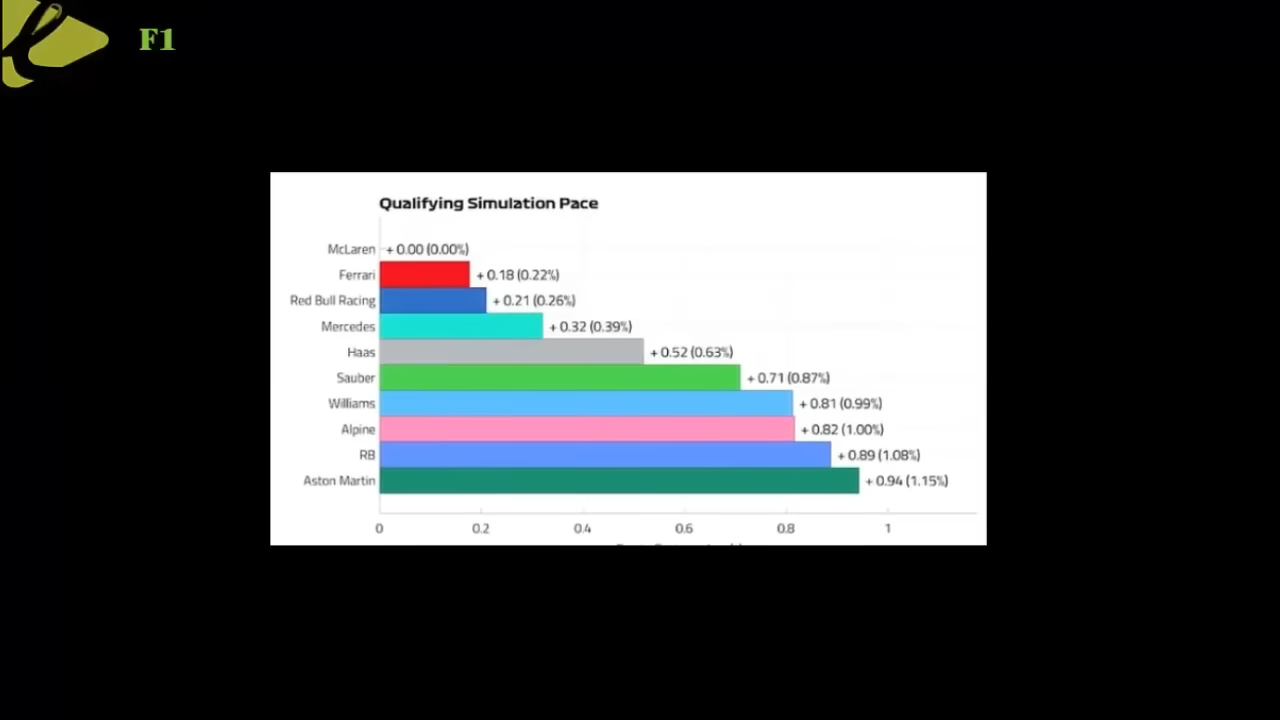 F1
Qualifying Simulation Pace
McLaren + 0.00 (0.00%)
Ferrari + 0.18 (0.22%)
Red Bull Racing + 0.21 (0.26%)
Mercedes + 0.32 (0.39%)
Haas + 0.52 (0.63%)
Sauber + 0.71 (0.87%)
Williams + 0.81 (0.99%)
Alpine + 0.82 (1.00%)
RB + 0.89 (1.08%)
Aston Martin + 0.94 (1.15%)
0 0.2 0.4 0.6 0.8 1